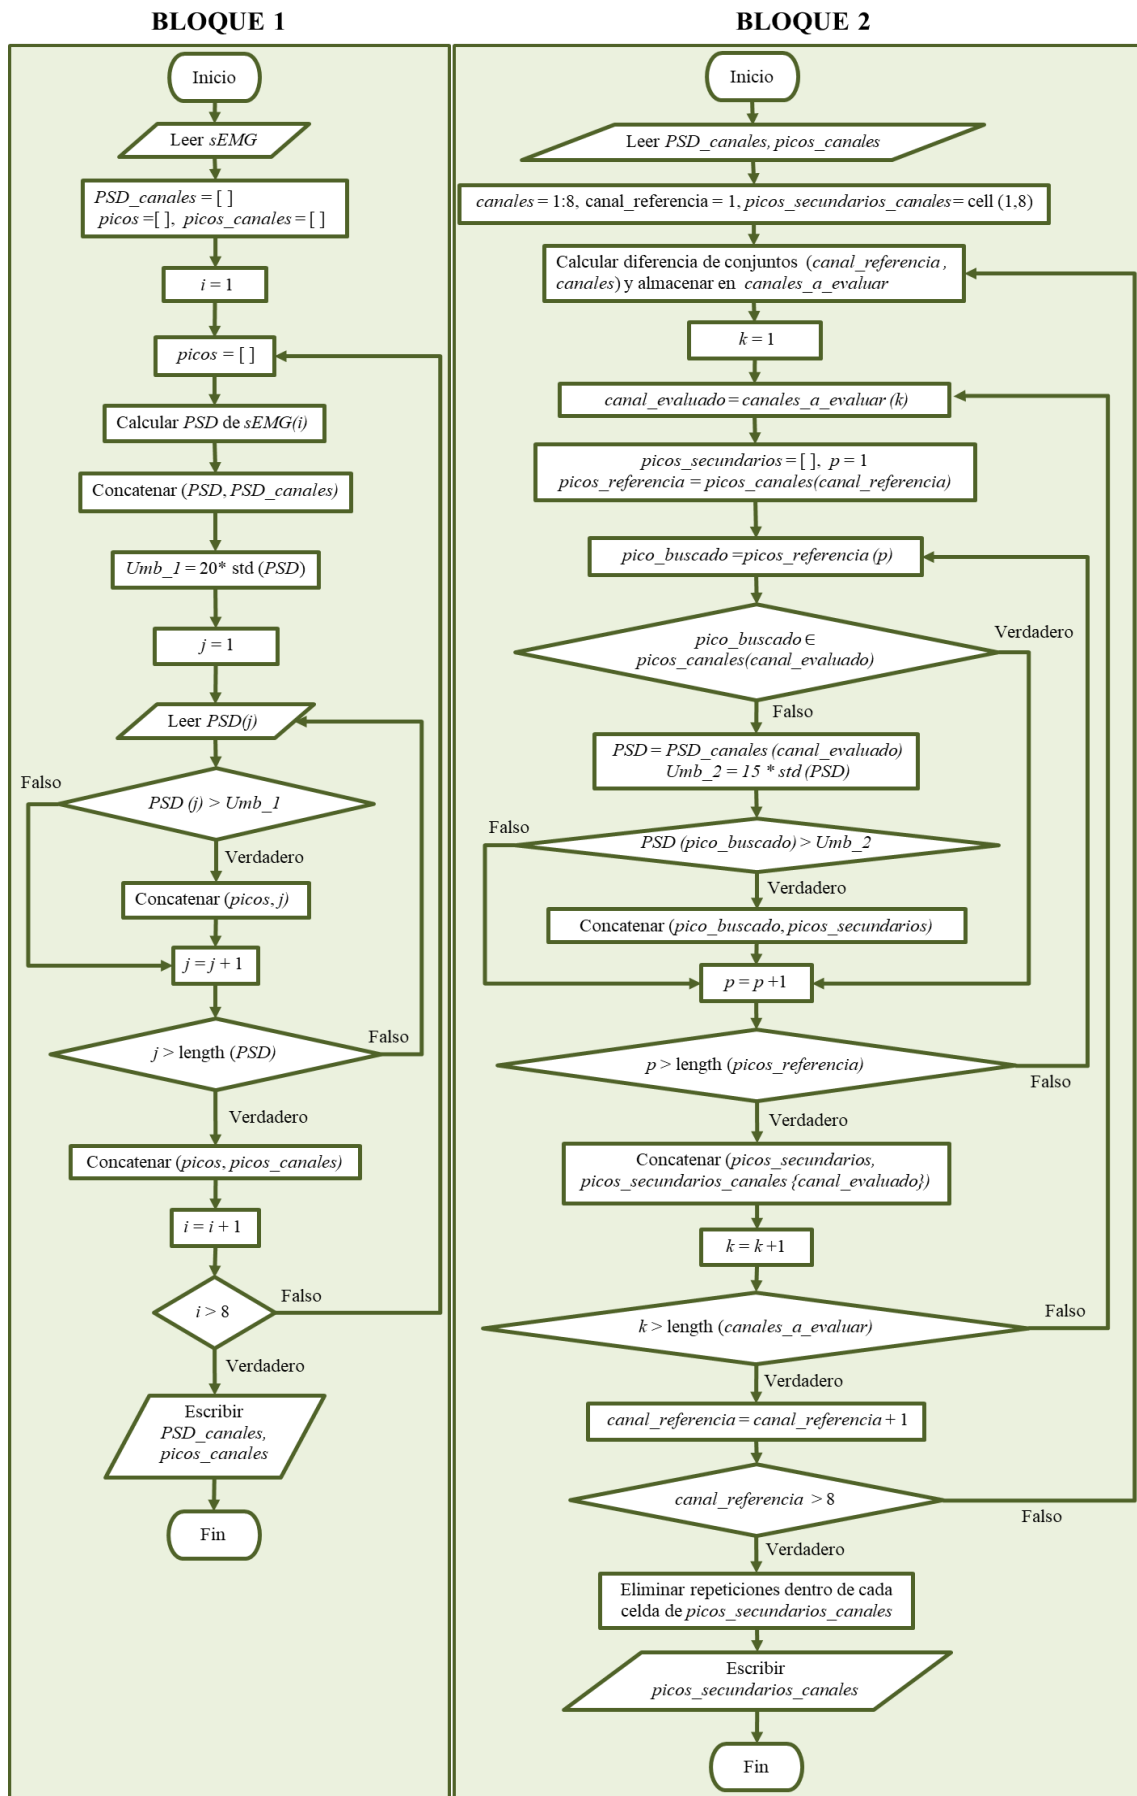 BLOQUE 1
Inicio
Leer sEMG
PSD_canales = [ ]
picos =[ ], picos_canales = [ ]
i = 1
picos = [ ]
Calcular PSD de sEMG(i)
Concatenar (PSD, PSD_canales)
Umb_1 = 20* std (PSD)
j = 1
Leer PSD(j)
Falso
PSD (j) > Umb_1
Verdadero
Concatenar (picos, j)
j = j + 1
Falso
j > length (PSD)
Verdadero
Concatenar (picos, picos_canales)
i = i + 1
i > 8
Falso
Verdadero
Escribir
PSD_canales,
picos_canales
Fin
BLOQUE 2
Inicio
Leer PSD_canales, picos_canales
canales = 1:8, canal_referencia = 1, picos_secundarios_canales = cell (1,8)
Calcular diferencia de conjuntos (canal_referencia ,
canales) y almacenar en canales_a_evaluar
k = 1
canal_evaluado = canales_a_evaluar (k)
picos_secundarios = [ ], p = 1
picos_referencia = picos_canales(canal_referencia)
pico_buscado =picos_referencia (p)
pico_buscado ∈
picos_canales(canal_evaluado)
Verdadero
Falso
PSD = PSD_canales (canal_evaluado)
Umb_2 = 15 * std (PSD)
Falso
PSD (pico_buscado) > Umb_2
Verdadero
Concatenar (pico_buscado, picos_secundarios)
p = p +1
p > length (picos_referencia)
Falso
Verdadero
Concatenar (picos_secundarios,
picos_secundarios_canales {canal_evaluado})
k = k +1
Falso
k > length (canales_a_evaluar)
Verdadero
canal_referencia = canal_referencia + 1
canal_referencia > 8
Falso
Verdadero
Eliminar repeticiones dentro de cada
celda de picos_secundarios_canales
Escribir
picos_secundarios_canales
Fin